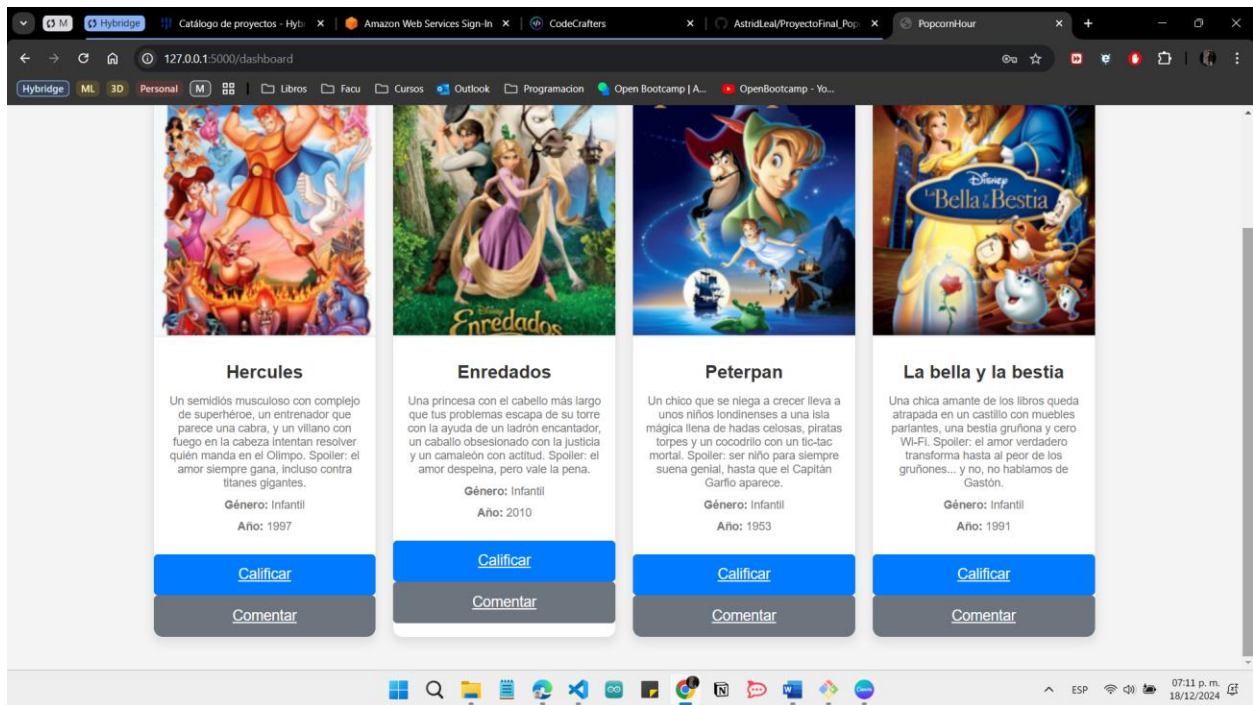 M
Hybridge
Catálogo de proyectos - Hybr
Amazon Web Services Sign-In
CodeCrafters
AstridLeal/ProyectoFinal_Pop
PopcornHour
127.0.0.1:5000/dashboard
Hybridge
ML
3D
Personal
M
Libros
Facu
Cursos
Outlook
Programacion
Open Bootcamp | A...
OpenBootcamp - Yo...
Disney
Enredados
Disney
La Bella y la Bestia
Hercules
Un semidiós musculoso con complejo
de superhéroe, un entrenador que
parece una cabra, y un villano con
fuego en la cabeza intentan resolver
quién manda en el Olimpo. Spoiler: el
amor siempre gana, incluso contra
titanes gigantes.
Género: Infantil
Año: 1997
Calificar
Comentar
Enredados
Una princesa con el cabello más largo
que tus problemas escapa de su torre
con la ayuda de un ladrón encantador,
un caballo obsesionado con la justicia
y un camaleón con actitud. Spoiler: el
amor despeina, pero vale la pena.
Género: Infantil
Año: 2010
Calificar
Comentar
Peterpan
Un chico que se niega a crecer lleva a
unos niños londinenses a una isla
mágica llena de hadas celosas, piratas
torpes y un cocodrilo con un tic-tac
mortal. Spoiler: ser niño para siempre
suena genial, hasta que el Capitán
Garfio aparece.
Género: Infantil
Año: 1953
Calificar
Comentar
La bella y la bestia
Una chica amante de los libros queda
atrapada en un castillo con muebles
parlantes, una bestia gruñona y cero
Wi-Fi. Spoiler: el amor verdadero
transforma hasta al peor de los
gruñones... y no, no hablamos de
Gastón.
Género: Infantil
Año: 1991
Calificar
Comentar
ESP
07:11 p. m.
18/12/2024